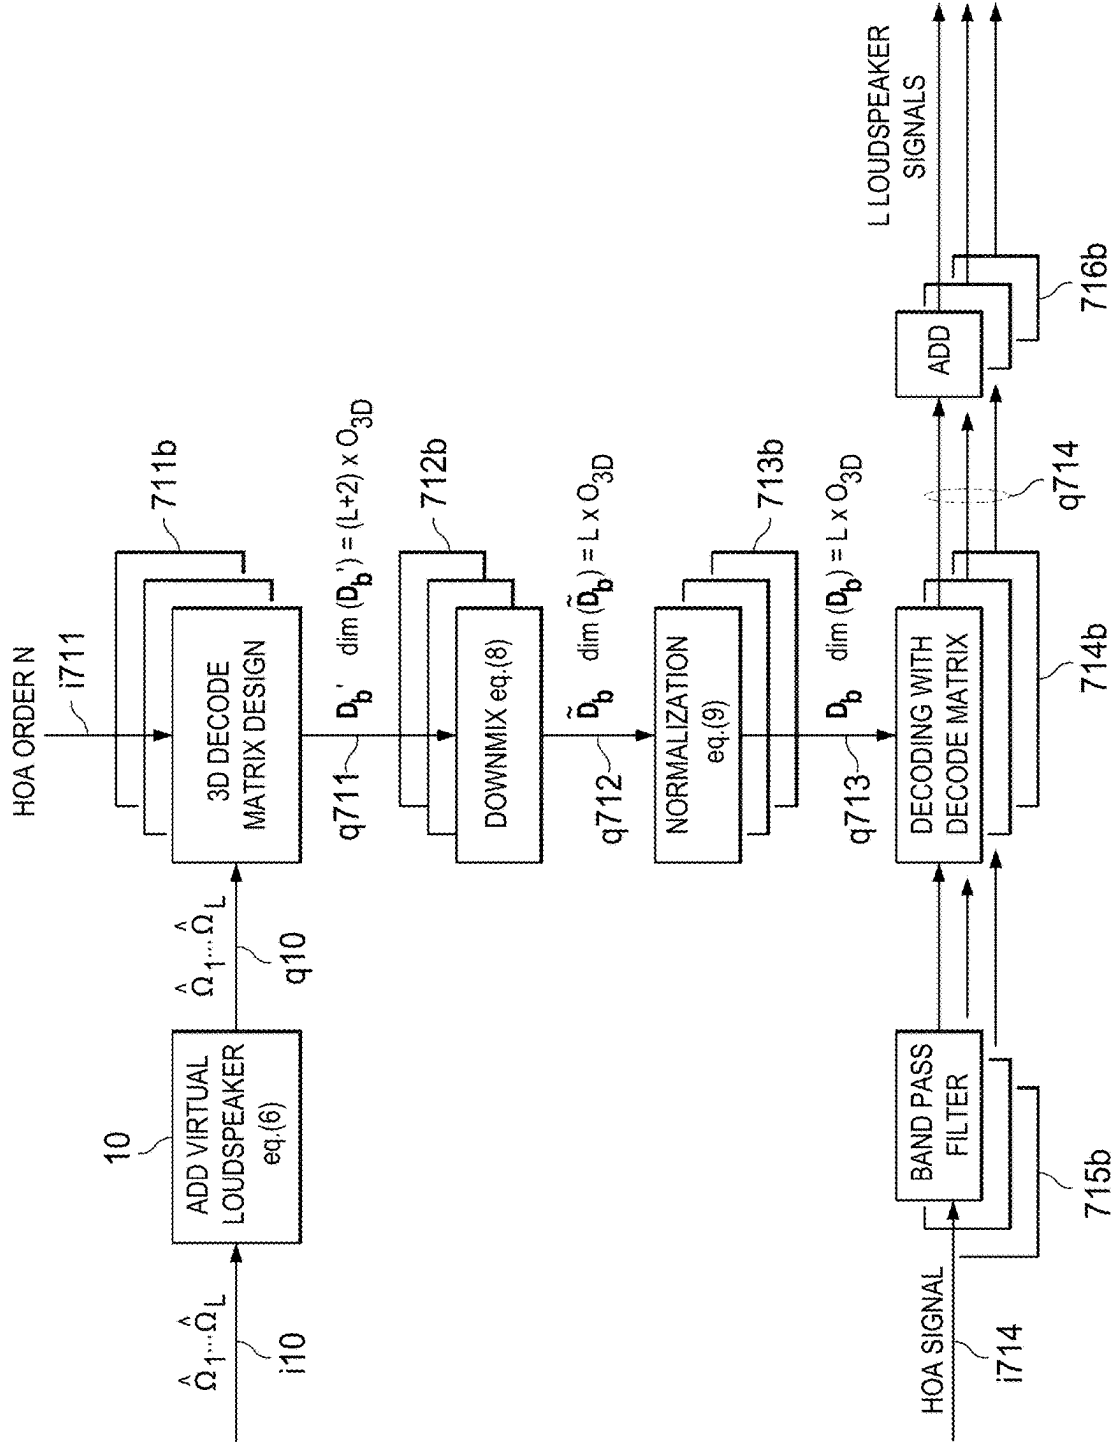 HOA ORDER N
i711
711b
3D DECODE
MATRIX DESIGN
10
ADD VIRTUAL
LOUDSPEAKER
eq.(6)
Ω̂1...Ω̂L
i10
Ω̂1...Ω̂L
q10
q711
Db' dim (Db') = (L+2) x O3D
712b
DOWNMIX eq.(8)
q712
D̃b dim (D̃b) = L x O3D
713b
NORMALIZATION
eq.(9)
q713
Db dim (Db) = L x O3D
HOA SIGNAL
i714
BAND PASS
FILTER
715b
DECODING WITH
DECODE MATRIX
714b
q714
ADD
716b
L LOUDSPEAKER
SIGNALS